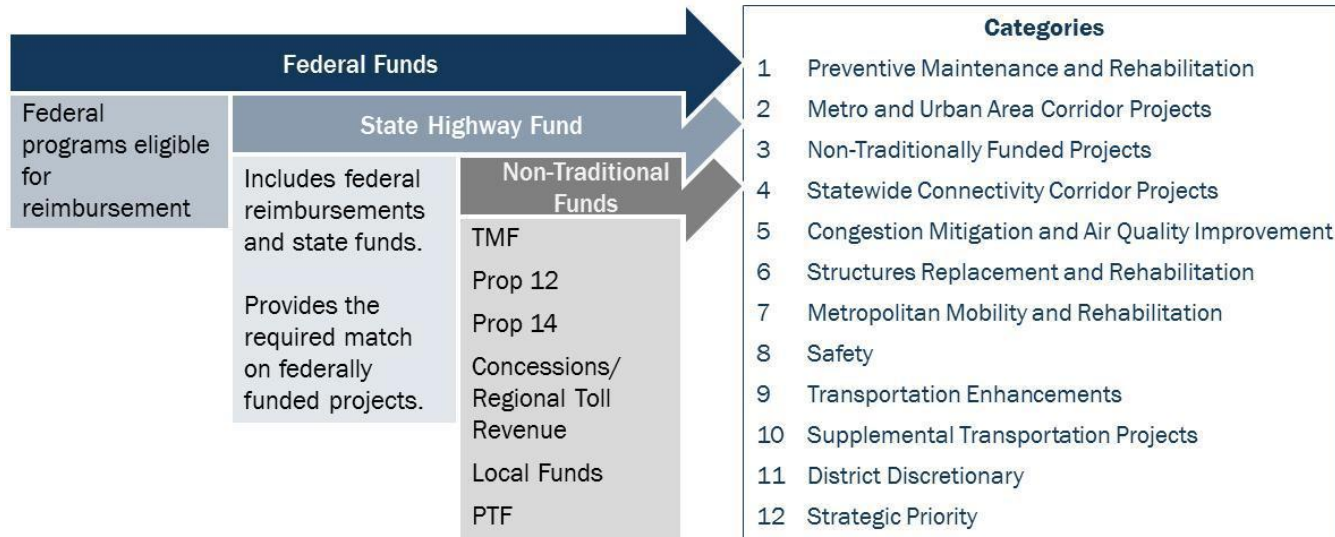 Federal Funds
Federal
programs eligible
for
reimbursement
State Highway Fund
Includes federal
reimbursements
and state funds.
Provides the
required match
on federally
funded projects.
Non-Traditional
Funds
TMF
Prop 12
Prop 14
Concessions/
Regional Toll
Revenue
Local Funds
PTF
Categories
1 Preventive Maintenance and Rehabilitation
2 Metro and Urban Area Corridor Projects
3 Non-Traditionally Funded Projects
4 Statewide Connectivity Corridor Projects
5 Congestion Mitigation and Air Quality Improvement
6 Structures Replacement and Rehabilitation
7 Metropolitan Mobility and Rehabilitation
8 Safety
9 Transportation Enhancements
10 Supplemental Transportation Projects
11 District Discretionary
12 Strategic Priority